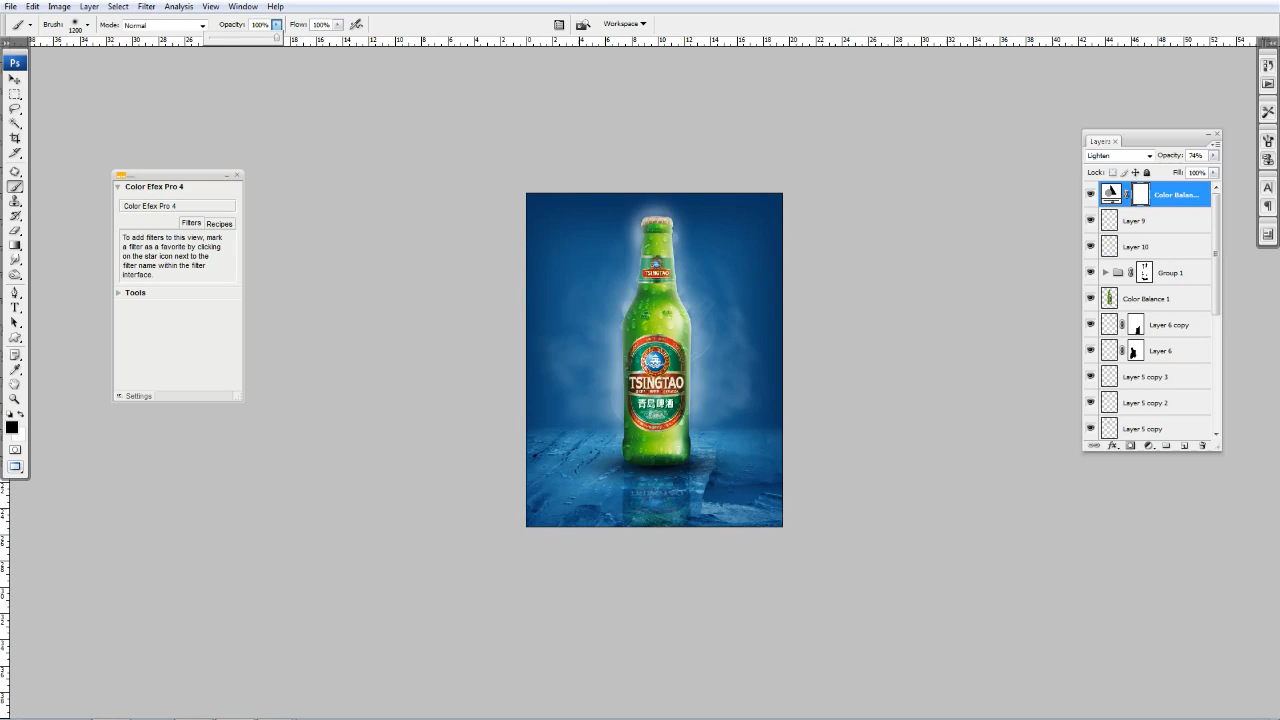 File Edit Image Layer Select Filter Analysis View Window Help
Brush: 1200 Mode: Normal Opacity: 100% Flow: 100% Workspace
Ps
Color Efex Pro 4
Color Efex Pro 4
Filters Recipes
To add filters to this view, mark
a filter as a favorite by clicking
on the star icon next to the
filter name within the filter
interface.
Tools
Settings
TSINGTAO
TSINGTAO
青島啤酒
Layers
Lighten Opacity: 74%
Lock: Fill: 100%
Color Balan...
Layer 9
Layer 10
Group 1
Color Balance 1
Layer 6 copy
Layer 6
Layer 5 copy 3
Layer 5 copy 2
Layer 5 copy